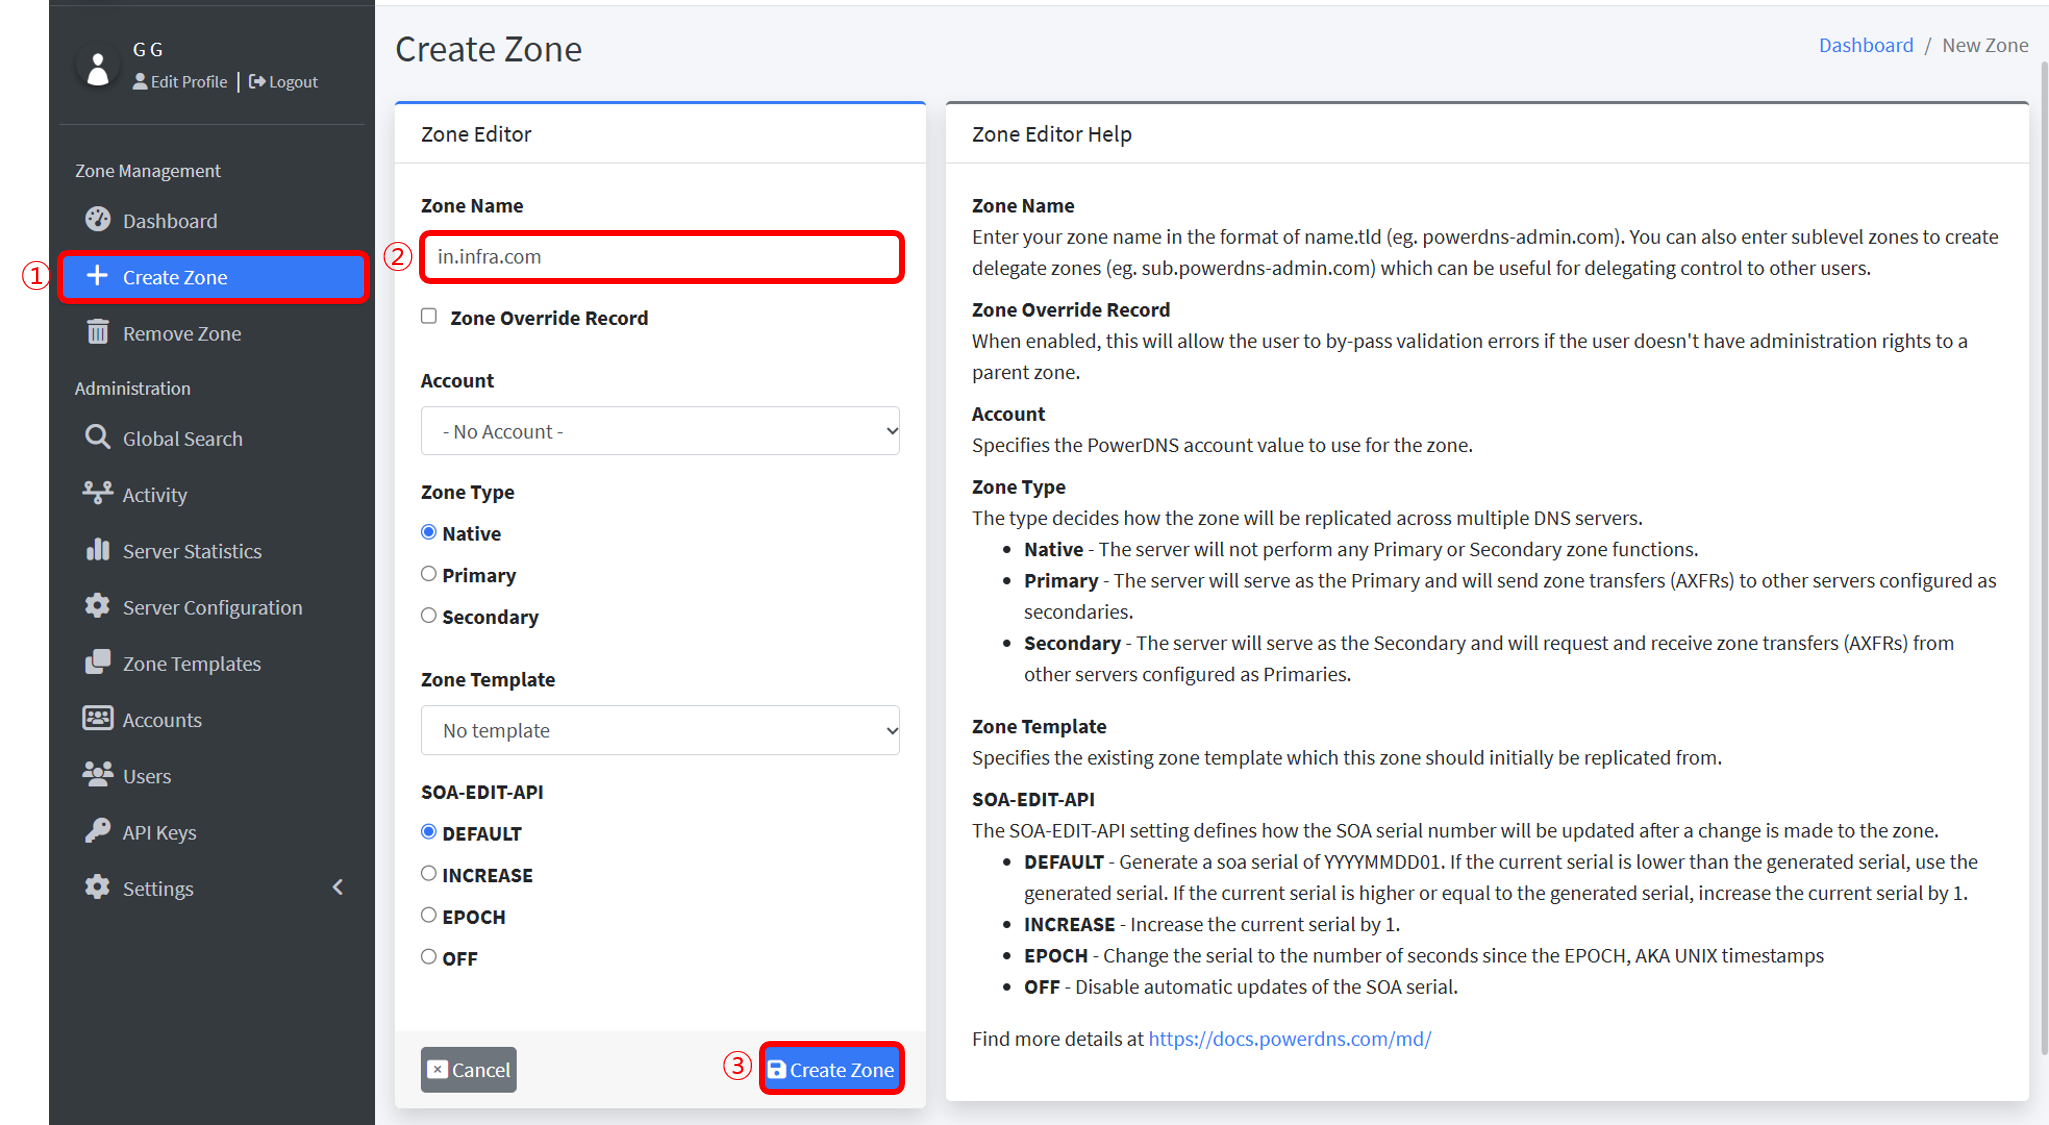 G G
Edit Profile | Logout
Zone Management
Dashboard
① Create Zone
Remove Zone
Administration
Global Search
Activity
Server Statistics
Server Configuration
Zone Templates
Accounts
Users
API Keys
Settings
Create Zone
Dashboard / New Zone
Zone Editor
Zone Name
② in.infra.com
Zone Override Record
Account
- No Account -
Zone Type
Native
Primary
Secondary
Zone Template
No template
SOA-EDIT-API
DEFAULT
INCREASE
EPOCH
OFF
Cancel
③ Create Zone
Zone Editor Help
Zone Name
Enter your zone name in the format of name.tld (eg. powerdns-admin.com). You can also enter sublevel zones to create
delegate zones (eg. sub.powerdns-admin.com) which can be useful for delegating control to other users.
Zone Override Record
When enabled, this will allow the user to by-pass validation errors if the user doesn't have administration rights to a
parent zone.
Account
Specifies the PowerDNS account value to use for the zone.
Zone Type
The type decides how the zone will be replicated across multiple DNS servers.
• Native - The server will not perform any Primary or Secondary zone functions.
• Primary - The server will serve as the Primary and will send zone transfers (AXFRs) to other servers configured as
secondaries.
• Secondary - The server will serve as the Secondary and will request and receive zone transfers (AXFRs) from
other servers configured as Primaries.
Zone Template
Specifies the existing zone template which this zone should initially be replicated from.
SOA-EDIT-API
The SOA-EDIT-API setting defines how the SOA serial number will be updated after a change is made to the zone.
• DEFAULT - Generate a soa serial of YYYYMMDD01. If the current serial is lower than the generated serial, use the
generated serial. If the current serial is higher or equal to the generated serial, increase the current serial by 1.
• INCREASE - Increase the current serial by 1.
• EPOCH - Change the serial to the number of seconds since the EPOCH, AKA UNIX timestamps
• OFF - Disable automatic updates of the SOA serial.
Find more details at https://docs.powerdns.com/md/